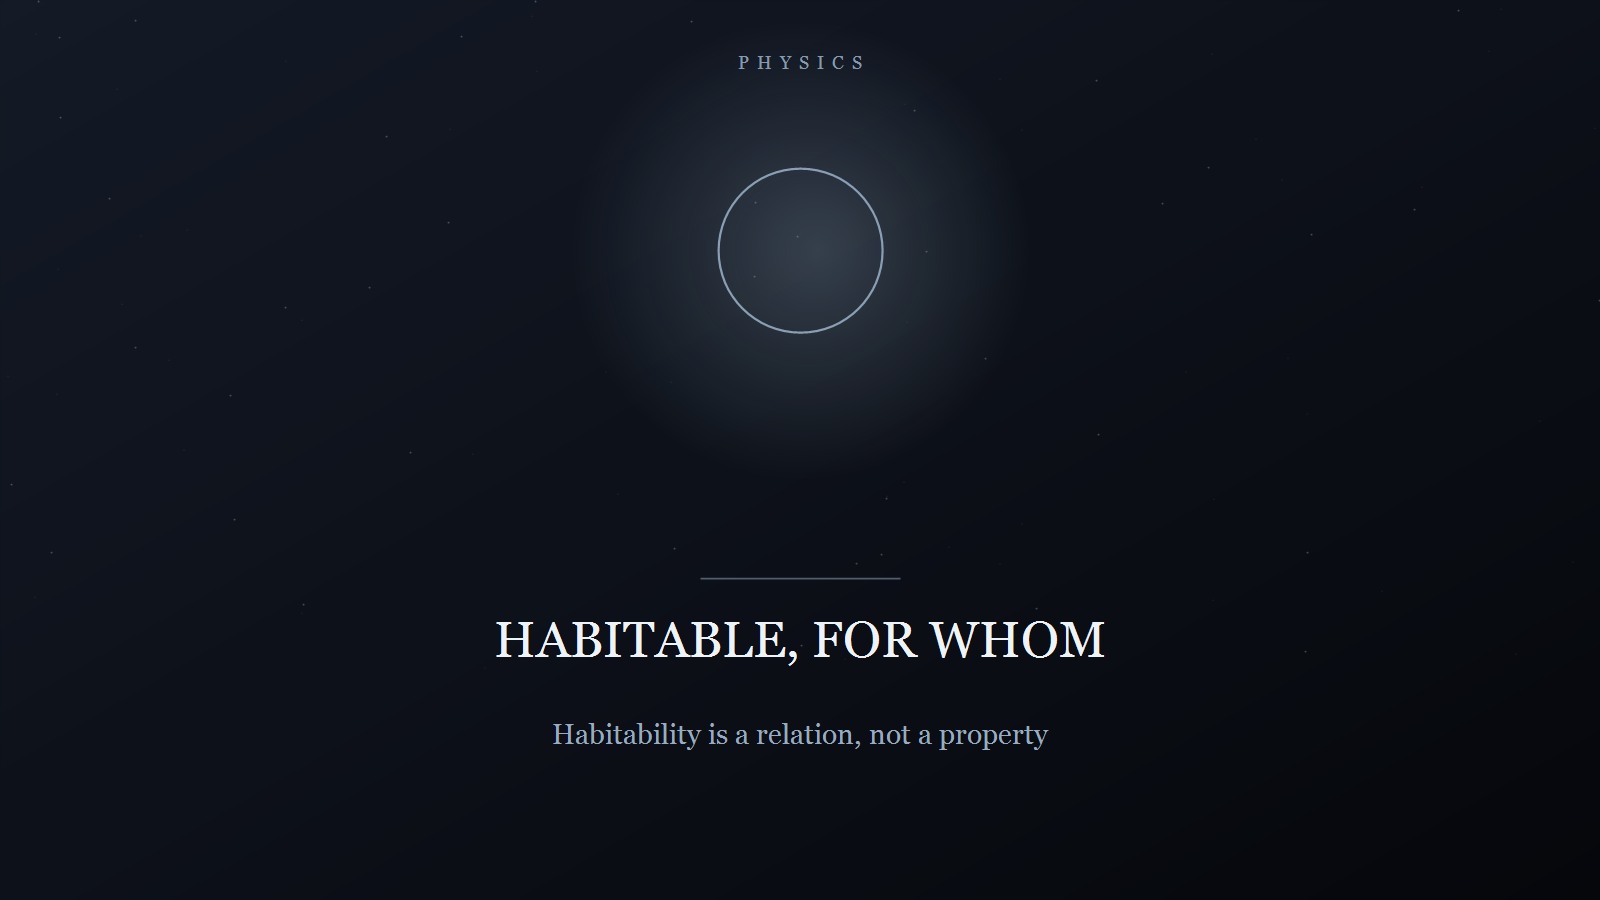 PHYSICS
HABITABLE, FOR WHOM
Habitability is a relation, not a property